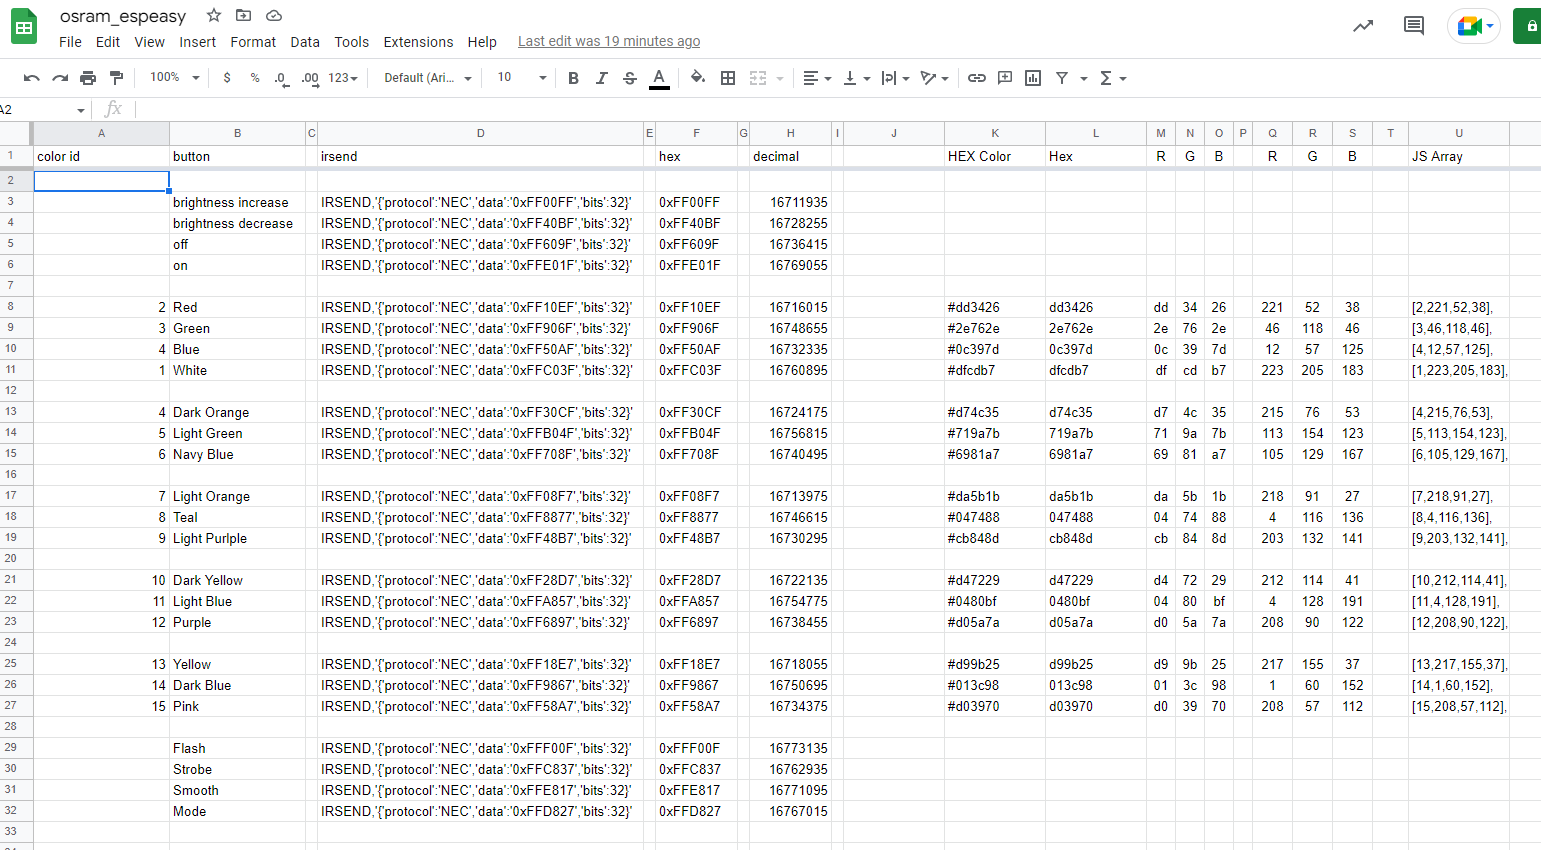 osram_espeasy
File Edit View Insert Format Data Tools Extensions Help Last edit was 19 minutes ago
100% $ % .0 .00 123 Default (Ari... 10 B I S A
A2 fx
A B C D E F G H I J K L M N O P Q R S T U
1 color id button irsend hex decimal HEX Color Hex R G B R G B JS Array
2
3 brightness increase IRSEND,'{'protocol':'NEC','data':'0xFF00FF','bits':32}' 0xFF00FF 16711935
4 brightness decrease IRSEND,'{'protocol':'NEC','data':'0xFF40BF','bits':32}' 0xFF40BF 16728255
5 off IRSEND,'{'protocol':'NEC','data':'0xFF609F','bits':32}' 0xFF609F 16736415
6 on IRSEND,'{'protocol':'NEC','data':'0xFFE01F','bits':32}' 0xFFE01F 16769055
7
8 2 Red IRSEND,'{'protocol':'NEC','data':'0xFF10EF','bits':32}' 0xFF10EF 16716015 #dd3426 dd3426 dd 34 26 221 52 38 [2,221,52,38],
9 3 Green IRSEND,'{'protocol':'NEC','data':'0xFF906F','bits':32}' 0xFF906F 16748655 #2e762e 2e762e 2e 76 2e 46 118 46 [3,46,118,46],
10 4 Blue IRSEND,'{'protocol':'NEC','data':'0xFF50AF','bits':32}' 0xFF50AF 16732335 #0c397d 0c397d 0c 39 7d 12 57 125 [4,12,57,125],
11 1 White IRSEND,'{'protocol':'NEC','data':'0xFFC03F','bits':32}' 0xFFC03F 16760895 #dfcdb7 dfcdb7 df cd b7 223 205 183 [1,223,205,183],
12
13 4 Dark Orange IRSEND,'{'protocol':'NEC','data':'0xFF30CF','bits':32}' 0xFF30CF 16724175 #d74c35 d74c35 d7 4c 35 215 76 53 [4,215,76,53],
14 5 Light Green IRSEND,'{'protocol':'NEC','data':'0xFFB04F','bits':32}' 0xFFB04F 16756815 #719a7b 719a7b 71 9a 7b 113 154 123 [5,113,154,123],
15 6 Navy Blue IRSEND,'{'protocol':'NEC','data':'0xFF708F','bits':32}' 0xFF708F 16740495 #6981a7 6981a7 69 81 a7 105 129 167 [6,105,129,167],
16
17 7 Light Orange IRSEND,'{'protocol':'NEC','data':'0xFF08F7','bits':32}' 0xFF08F7 16713975 #da5b1b da5b1b da 5b 1b 218 91 27 [7,218,91,27],
18 8 Teal IRSEND,'{'protocol':'NEC','data':'0xFF8877','bits':32}' 0xFF8877 16746615 #047488 047488 04 74 88 4 116 136 [8,4,116,136],
19 9 Light Purlple IRSEND,'{'protocol':'NEC','data':'0xFF48B7','bits':32}' 0xFF48B7 16730295 #cb848d cb848d cb 84 8d 203 132 141 [9,203,132,141],
20
21 10 Dark Yellow IRSEND,'{'protocol':'NEC','data':'0xFF28D7','bits':32}' 0xFF28D7 16722135 #d47229 d47229 d4 72 29 212 114 41 [10,212,114,41],
22 11 Light Blue IRSEND,'{'protocol':'NEC','data':'0xFFA857','bits':32}' 0xFFA857 16754775 #0480bf 0480bf 04 80 bf 4 128 191 [11,4,128,191],
23 12 Purple IRSEND,'{'protocol':'NEC','data':'0xFF6897','bits':32}' 0xFF6897 16738455 #d05a7a d05a7a d0 5a 7a 208 90 122 [12,208,90,122],
24
25 13 Yellow IRSEND,'{'protocol':'NEC','data':'0xFF18E7','bits':32}' 0xFF18E7 16718055 #d99b25 d99b25 d9 9b 25 217 155 37 [13,217,155,37],
26 14 Dark Blue IRSEND,'{'protocol':'NEC','data':'0xFF9867','bits':32}' 0xFF9867 16750695 #013c98 013c98 01 3c 98 1 60 152 [14,1,60,152],
27 15 Pink IRSEND,'{'protocol':'NEC','data':'0xFF58A7','bits':32}' 0xFF58A7 16734375 #d03970 d03970 d0 39 70 208 57 112 [15,208,57,112],
28
29 Flash IRSEND,'{'protocol':'NEC','data':'0xFFF00F','bits':32}' 0xFFF00F 16773135
30 Strobe IRSEND,'{'protocol':'NEC','data':'0xFFC837','bits':32}' 0xFFC837 16762935
31 Smooth IRSEND,'{'protocol':'NEC','data':'0xFFE817','bits':32}' 0xFFE817 16771095
32 Mode IRSEND,'{'protocol':'NEC','data':'0xFFD827','bits':32}' 0xFFD827 16767015
33